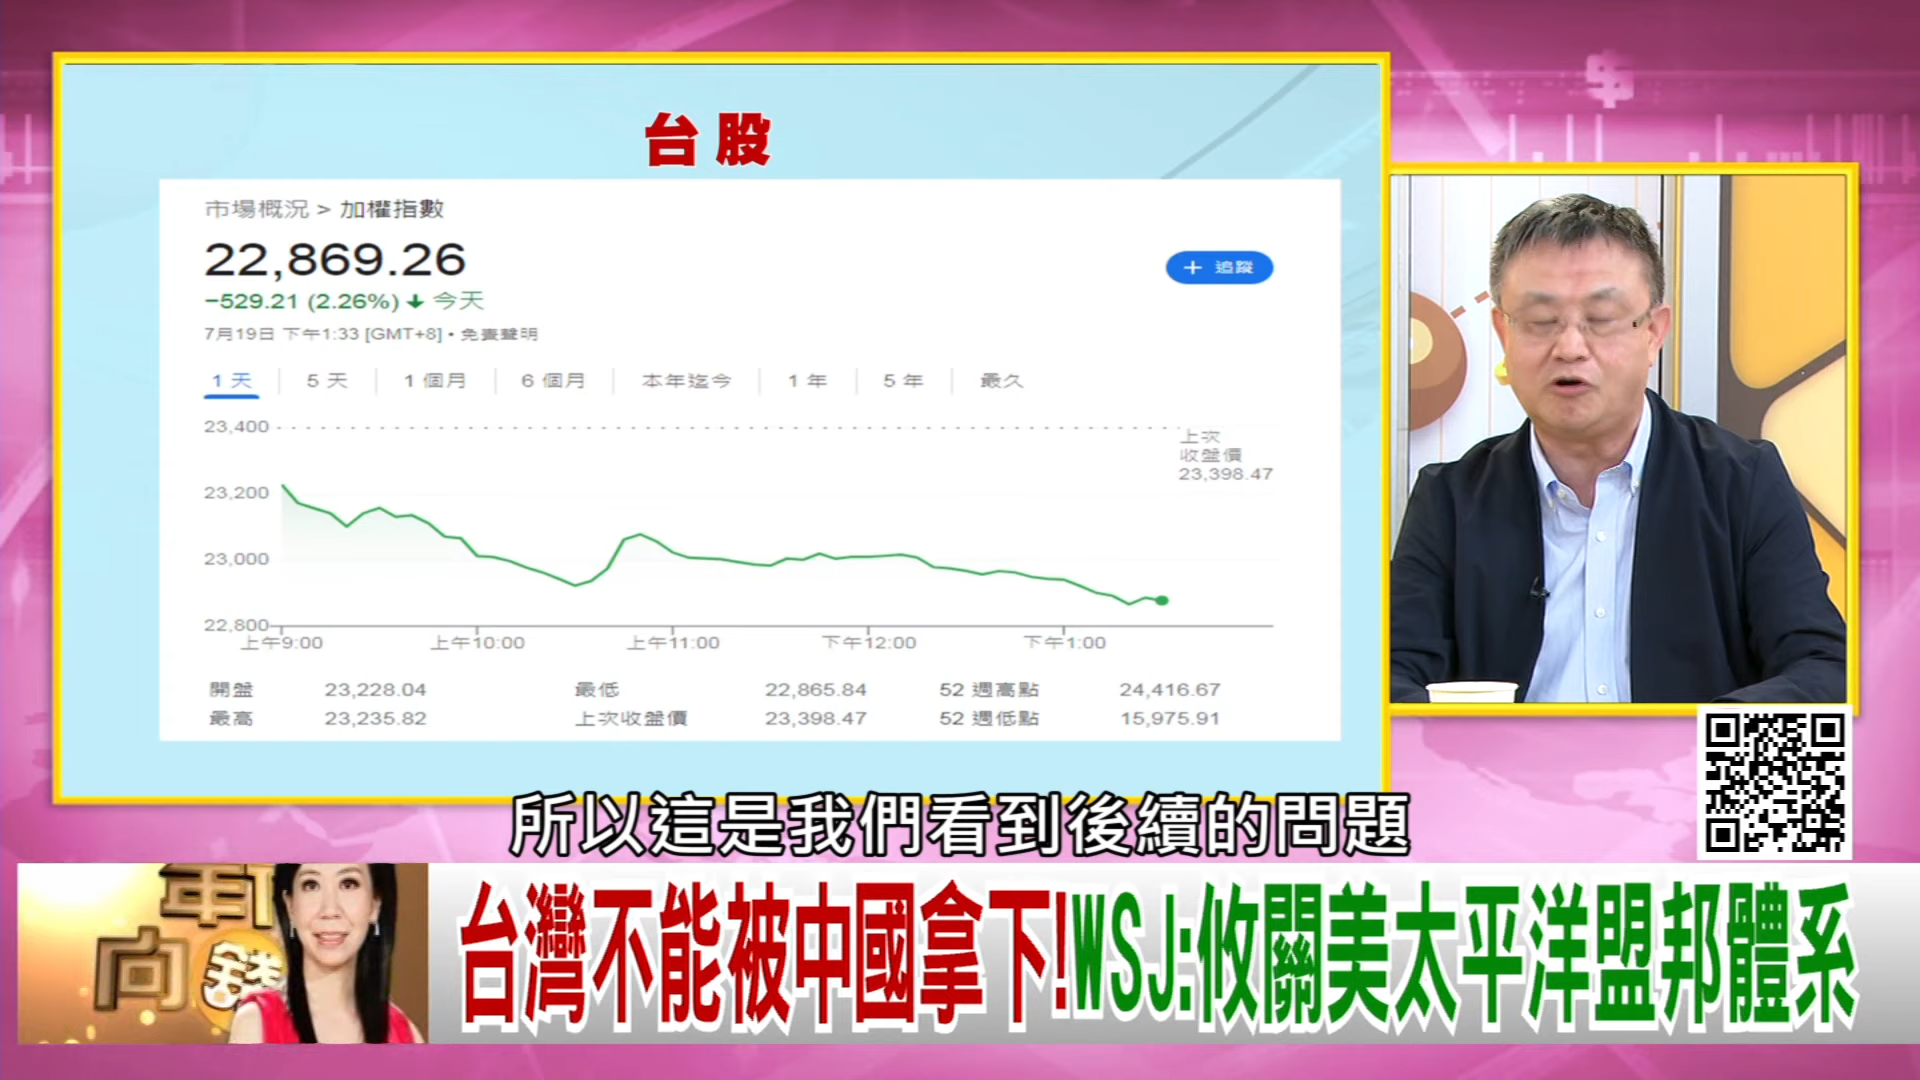 台股
市場概況 > 加權指數
22,869.26
-529.21 (2.26%) ↓ 今天
+ 追蹤
7月19日 下午1:33 [GMT+8] • 免責聲明
1 天 5 天 1 個月 6 個月 本年迄今 1 年 5 年 最久
23,400
上次
收盤價
23,398.47
23,200
23,000
22,800
上午9:00 上午10:00 上午11:00 下午12:00 下午1:00
開盤 23,228.04 最低 22,865.84 52 週高點 24,416.67
最高 23,235.82 上次收盤價 23,398.47 52 週低點 15,975.91
所以這是我們看到後續的問題
向錢
台灣不能被中國拿下!WSJ:攸關美太平洋盟邦體系